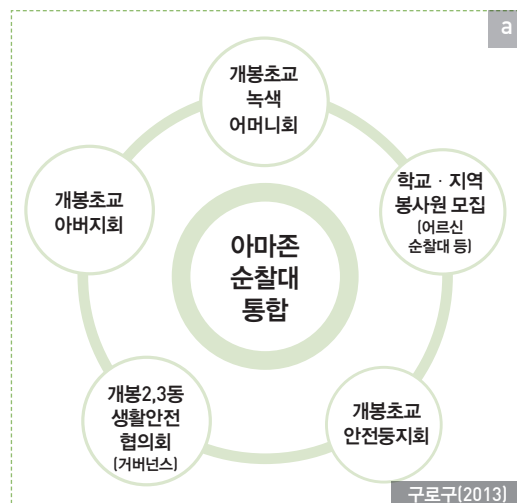 a
개봉초교
녹색
어머니회
학교 · 지역
봉사원 모집
(어르신
순찰대 등)
개봉초교
아버지회
아마존
순찰대
통합
개봉2,3동
생활안전
협의회
(거버넌스)
개봉초교
안전둥지회
구로구(2013)